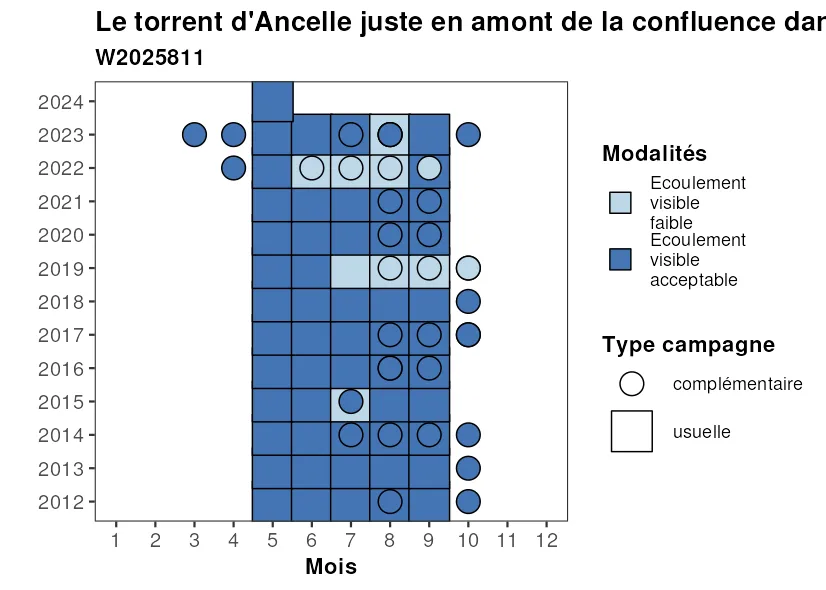 Le torrent d'Ancelle juste en amont de la confluence dan
W2025811
2024
2023
2022
2021
2020
2019
2018
2017
2016
2015
2014
2013
2012
1 2 3 4 5 6 7 8 9 10 11 12
Mois
Modalités
Ecoulement
visible
faible
Ecoulement
visible
acceptable
Type campagne
complémentaire
usuelle